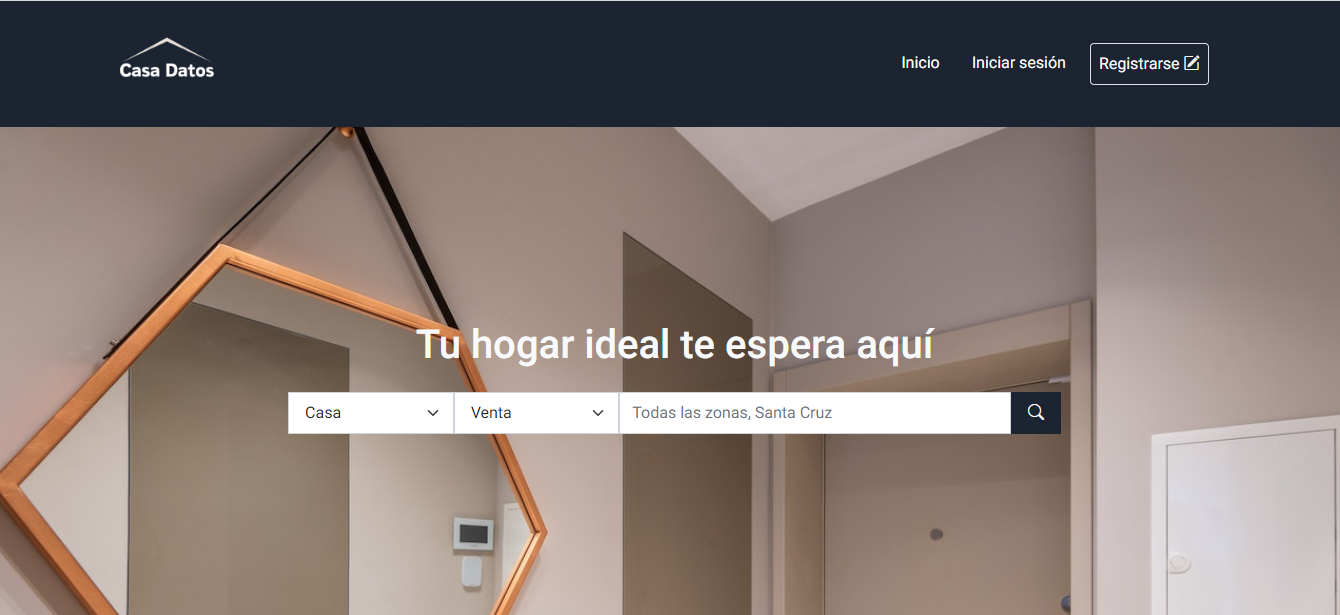 Casa Datos
Inicio
Iniciar sesión
Registrarse
Tu hogar ideal te espera aquí
Casa
Venta
Todas las zonas, Santa Cruz